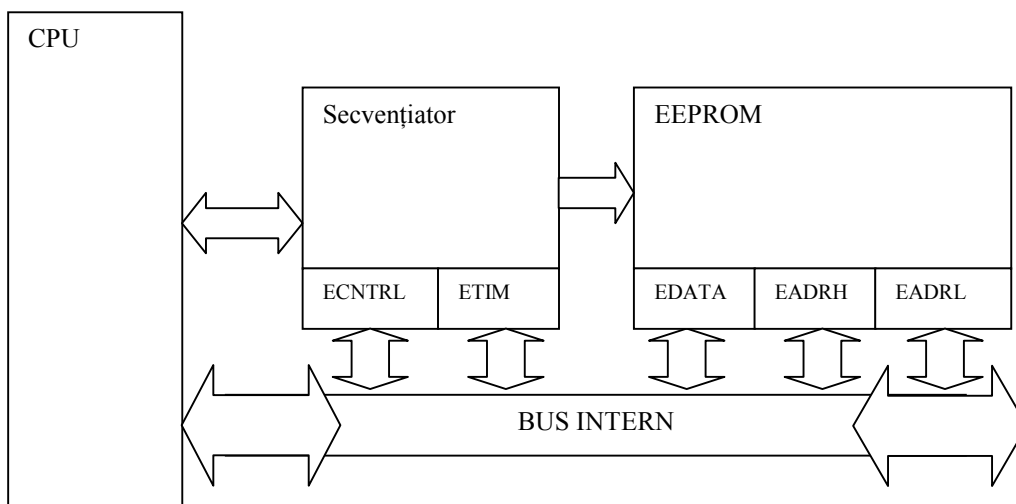 CPU
Secvențiator
EEPROM
ECNTRL
ETIM
EDATA
EADRH
EADRL
BUS INTERN